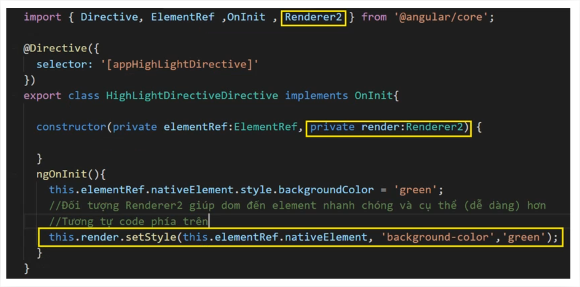 import { Directive, ElementRef ,OnInit , Renderer2 } from '@angular/core';
@Directive({
selector: '[appHighLightDirective]'
})
export class HighLightDirectiveDirective implements OnInit{
constructor(private elementRef:ElementRef, private render:Renderer2) {
}
ngOnInit(){
this.elementRef.nativeElement.style.backgroundColor = 'green';
//Đối tượng Renderer2 giúp dom đến element nhanh chóng và cụ thể (dễ dàng) hơn
//Tương tự code phía trên
this.render.setStyle(this.elementRef.nativeElement, 'background-color','green');
}
}